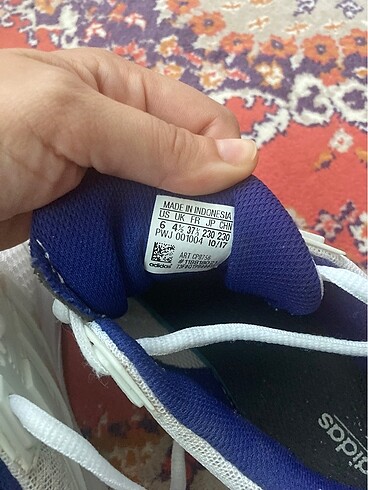 MADE IN INDONESIA
US UK FR JP CHN
6 4½ 37⅓ 230 230
PWJ 001004 10/17
ART CP8756
adidas
adidas